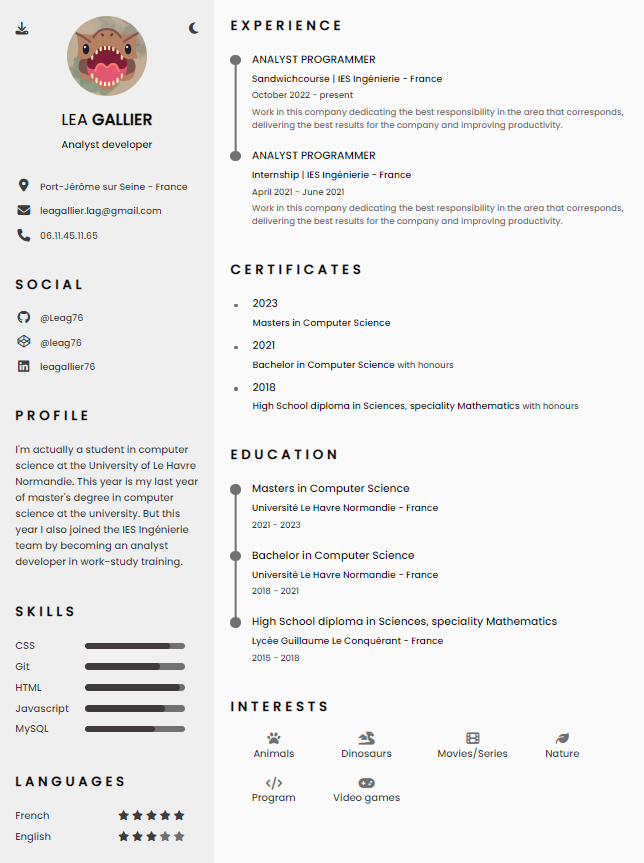 LEA GALLIER
Analyst developer
Port-Jérôme sur Seine - France
leagallier.lag@gmail.com
06.11.45.11.65
SOCIAL
@Leag76
@leag76
leagallier76
PROFILE
I'm actually a student in computer
science at the University of Le Havre
Normandie. This year is my last year
of master's degree in computer
science at the university. But this
year I also joined the IES Ingénierie
team by becoming an analyst
developer in work-study training.
SKILLS
CSS
Git
HTML
Javascript
MySQL
LANGUAGES
French
English
EXPERIENCE
ANALYST PROGRAMMER
Sandwichcourse | IES Ingénierie - France
October 2022 - present
Work in this company dedicating the best responsibility in the area that corresponds,
delivering the best results for the company and improving productivity.
ANALYST PROGRAMMER
Internship | IES Ingénierie - France
April 2021 - June 2021
Work in this company dedicating the best responsibility in the area that corresponds,
delivering the best results for the company and improving productivity.
CERTIFICATES
2023
Masters in Computer Science
2021
Bachelor in Computer Science with honours
2018
High School diploma in Sciences, speciality Mathematics with honours
EDUCATION
Masters in Computer Science
Université Le Havre Normandie - France
2021 - 2023
Bachelor in Computer Science
Université Le Havre Normandie - France
2018 - 2021
High School diploma in Sciences, speciality Mathematics
Lycée Guillaume Le Conquérant - France
2015 - 2018
INTERESTS
Animals Dinosaurs Movies/Series Nature
Program Video games